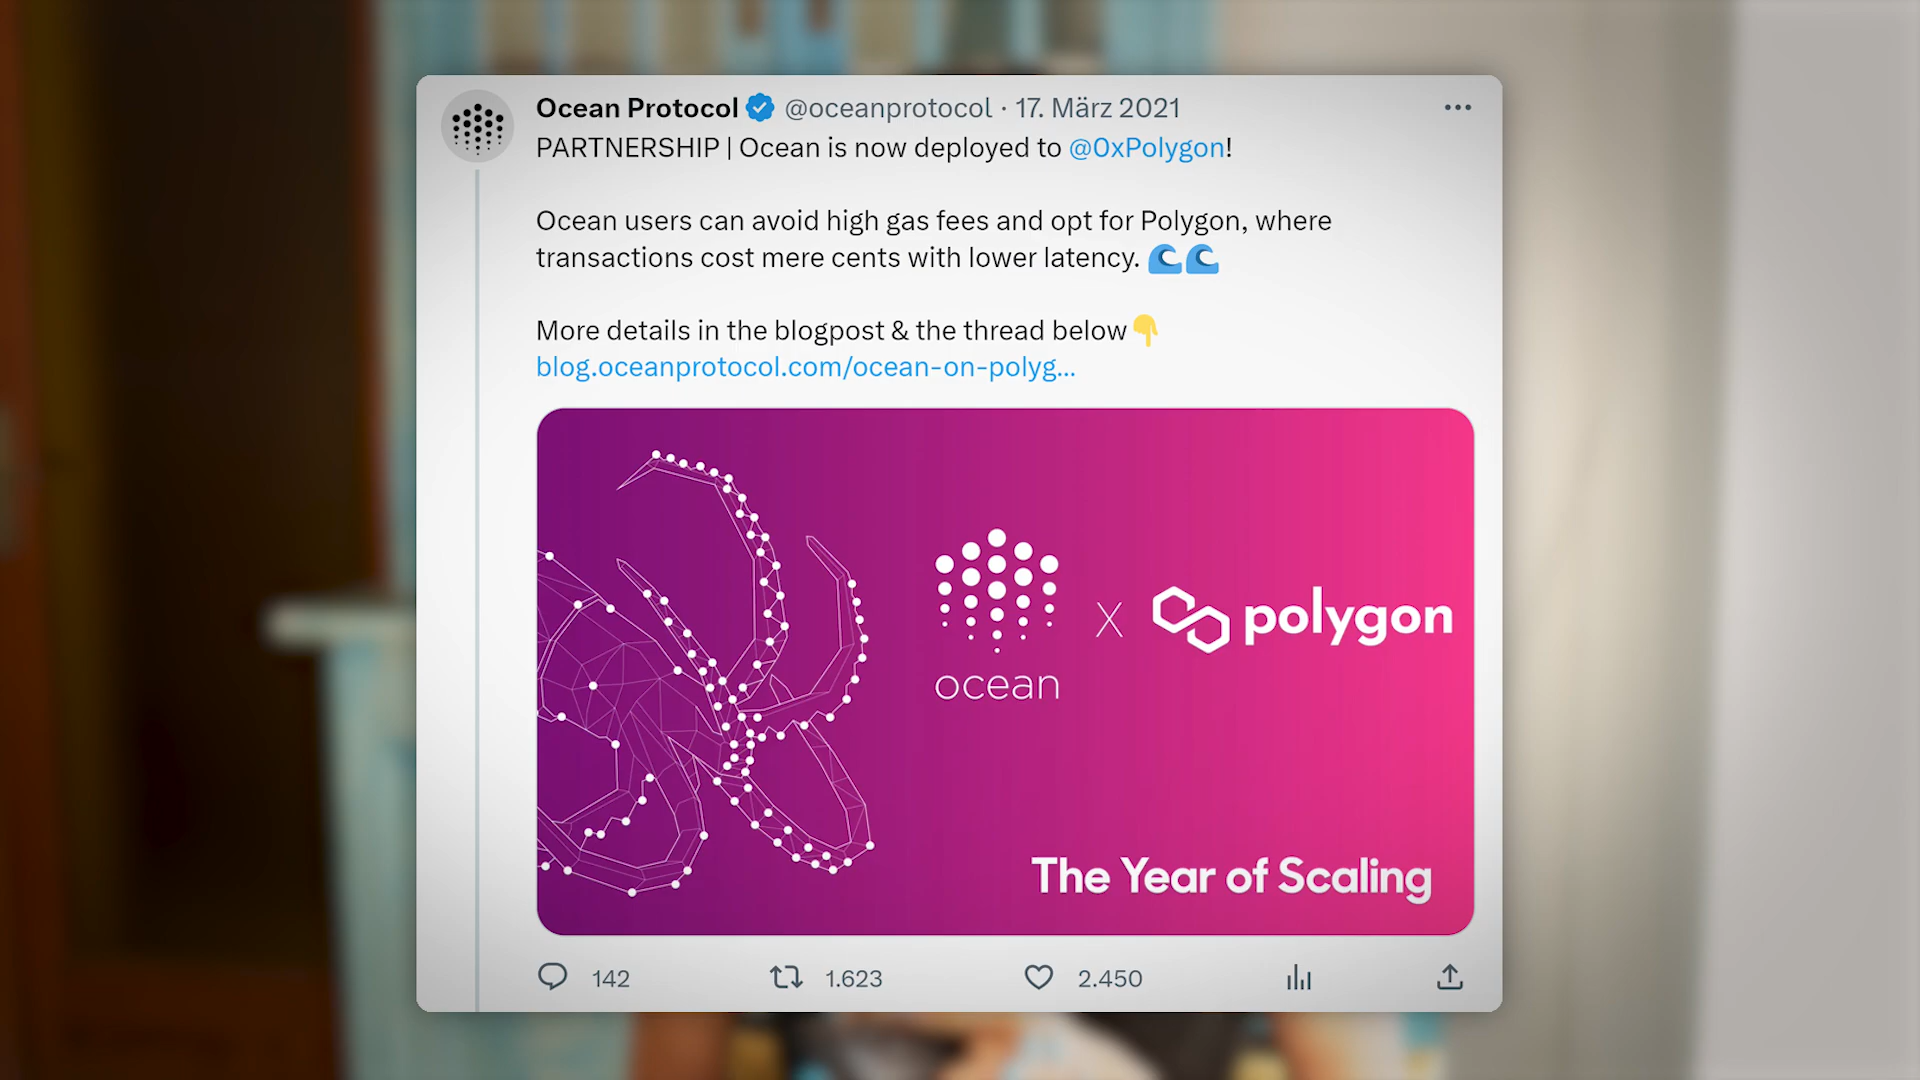 Ocean Protocol @oceanprotocol · 17. März 2021
PARTNERSHIP | Ocean is now deployed to @0xPolygon!
Ocean users can avoid high gas fees and opt for Polygon, where
transactions cost mere cents with lower latency. 🌊🌊
More details in the blogpost & the thread below👇
blog.oceanprotocol.com/ocean-on-polyg...
ocean
X
polygon
The Year of Scaling
142
1.623
2.450